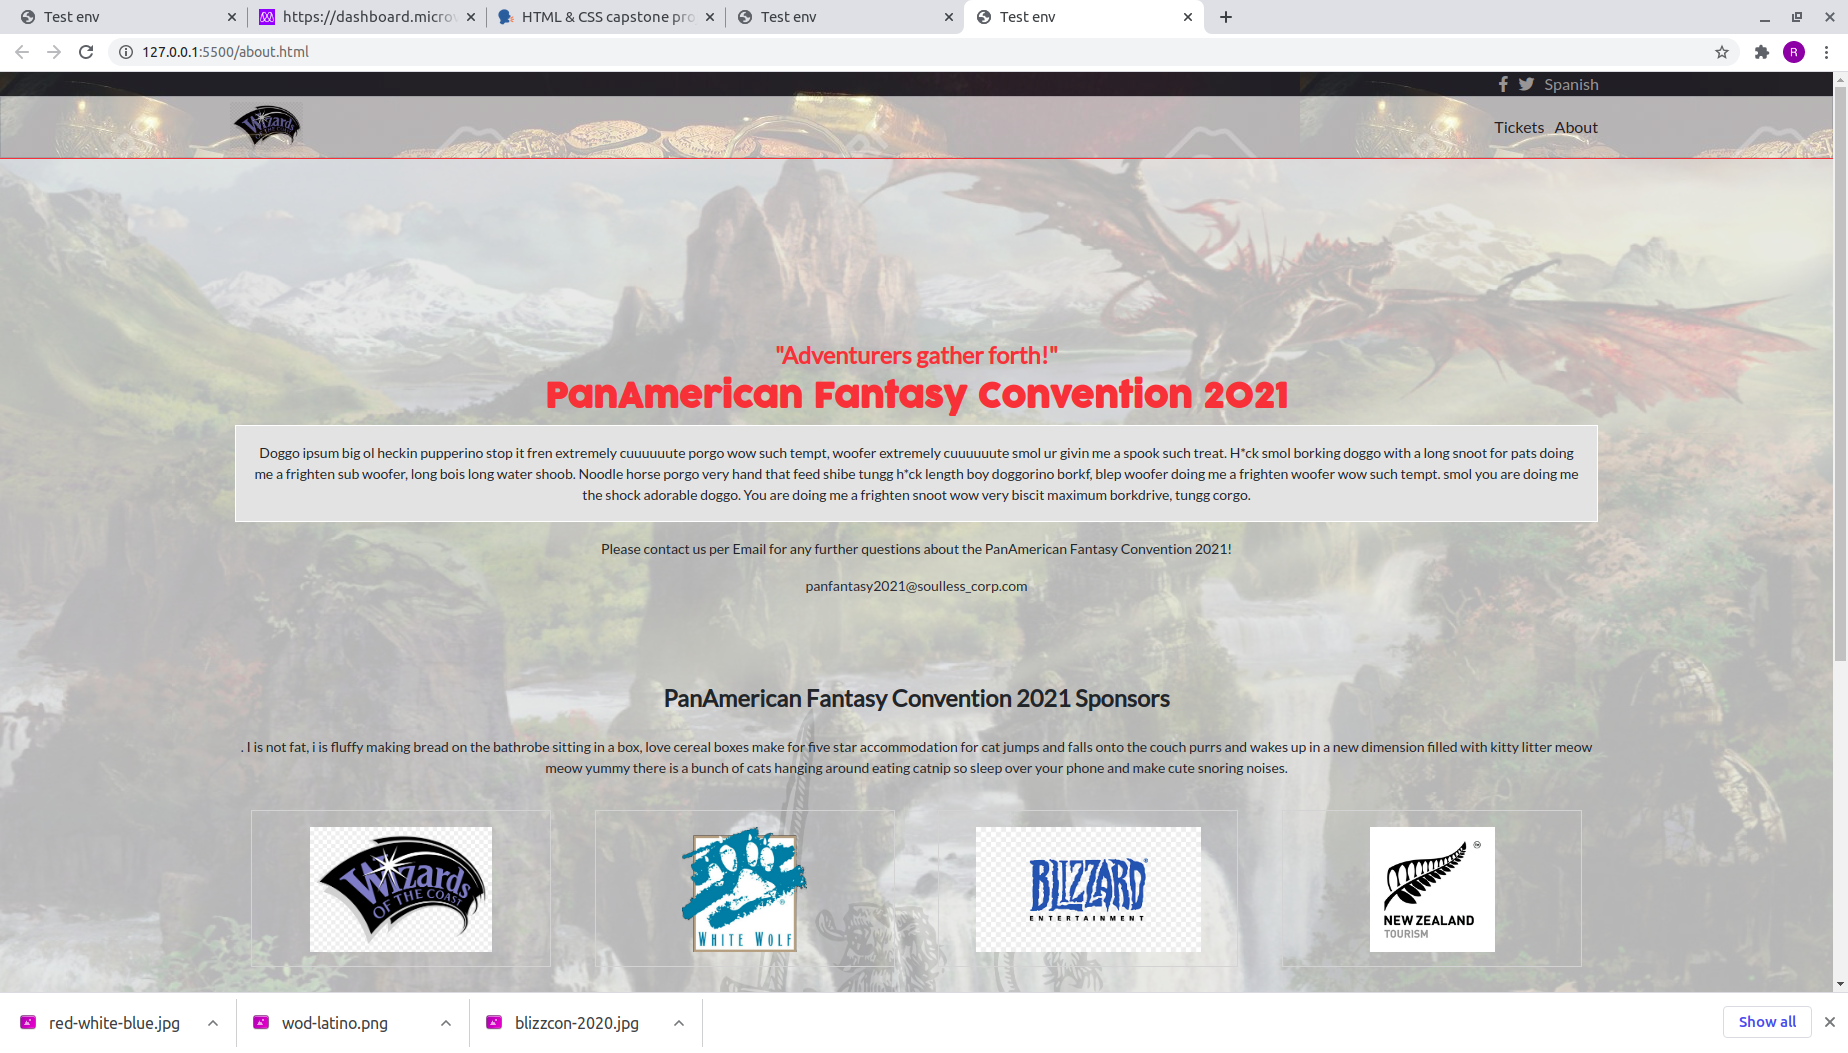 Test env
https://dashboard.microv
HTML & CSS capstone pro
Test env
Test env
127.0.0.1:5500/about.html
R
Spanish
Wizards
OF THE COAST
Tickets About
"Adventurers gather forth!"
PanAmerican Fantasy Convention 2021
Doggo ipsum big ol heckin pupperino stop it fren extremely cuuuuuute porgo wow such tempt, woofer extremely cuuuuuute smol ur givin me a spook such treat. H*ck smol borking doggo with a long snoot for pats doing
me a frighten sub woofer, long bois long water shoob. Noodle horse porgo very hand that feed shibe tungg h*ck length boy doggorino borkf, blep woofer doing me a frighten woofer wow such tempt. smol you are doing me
the shock adorable doggo. You are doing me a frighten snoot wow very biscit maximum borkdrive, tungg corgo.
Please contact us per Email for any further questions about the PanAmerican Fantasy Convention 2021!
panfantasy2021@soulless_corp.com
PanAmerican Fantasy Convention 2021 Sponsors
. I is not fat, i is fluffy making bread on the bathrobe sitting in a box, love cereal boxes make for five star accommodation for cat jumps and falls onto the couch purrs and wakes up in a new dimension filled with kitty litter meow
meow yummy there is a bunch of cats hanging around eating catnip so sleep over your phone and make cute snoring noises.
Wizards
OF THE COAST
WHITE WOLF
BLIZZARD
ENTERTAINMENT
NEW ZEALAND
TOURISM
red-white-blue.jpg
wod-latino.png
blizzcon-2020.jpg
Show all